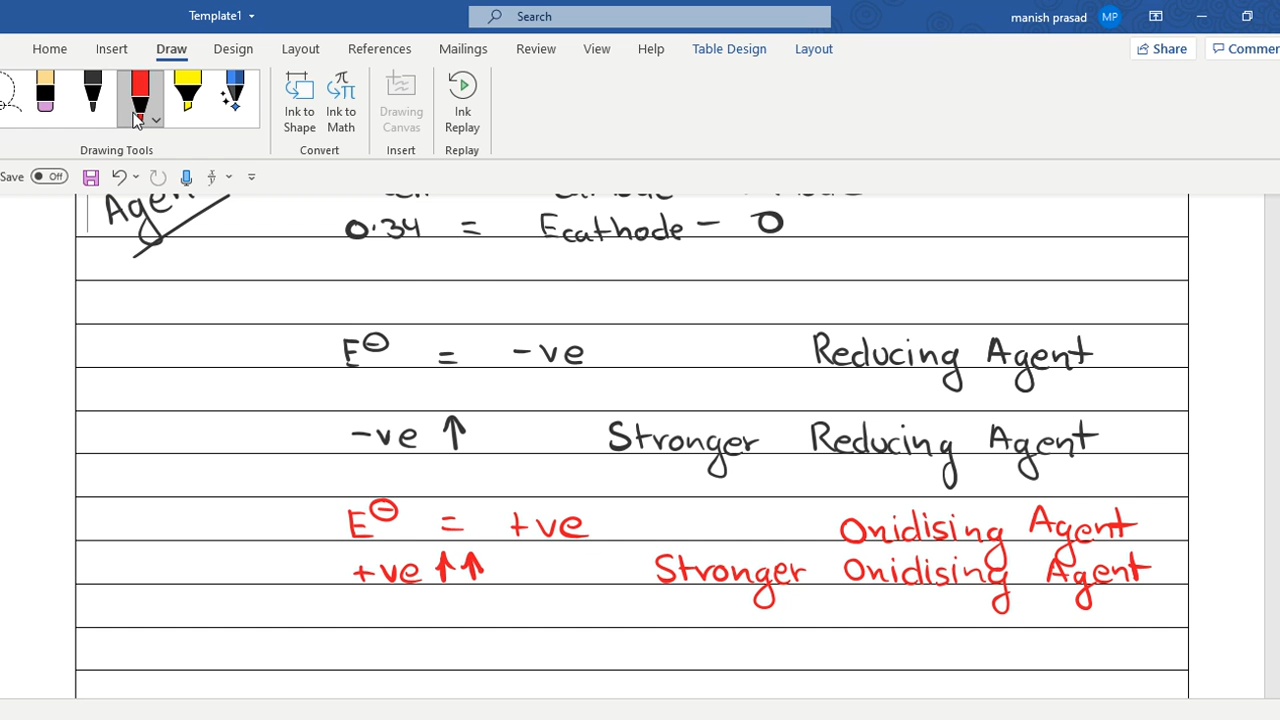 Template1
Search
manish prasad MP
Home Insert Draw Design Layout References Mailings Review View Help Table Design Layout
Share Commen
Ink to Shape
Ink to Math
Drawing Canvas
Ink Replay
Drawing Tools Convert Insert Replay
Save Off
Agent
0.34 = Ecathode - 0
E⊖ = -ve Reducing Agent
-ve ↑ Stronger Reducing Agent
E⊖ = +ve Onidising Agent
+ve ↑↑ Stronger Onidising Agent